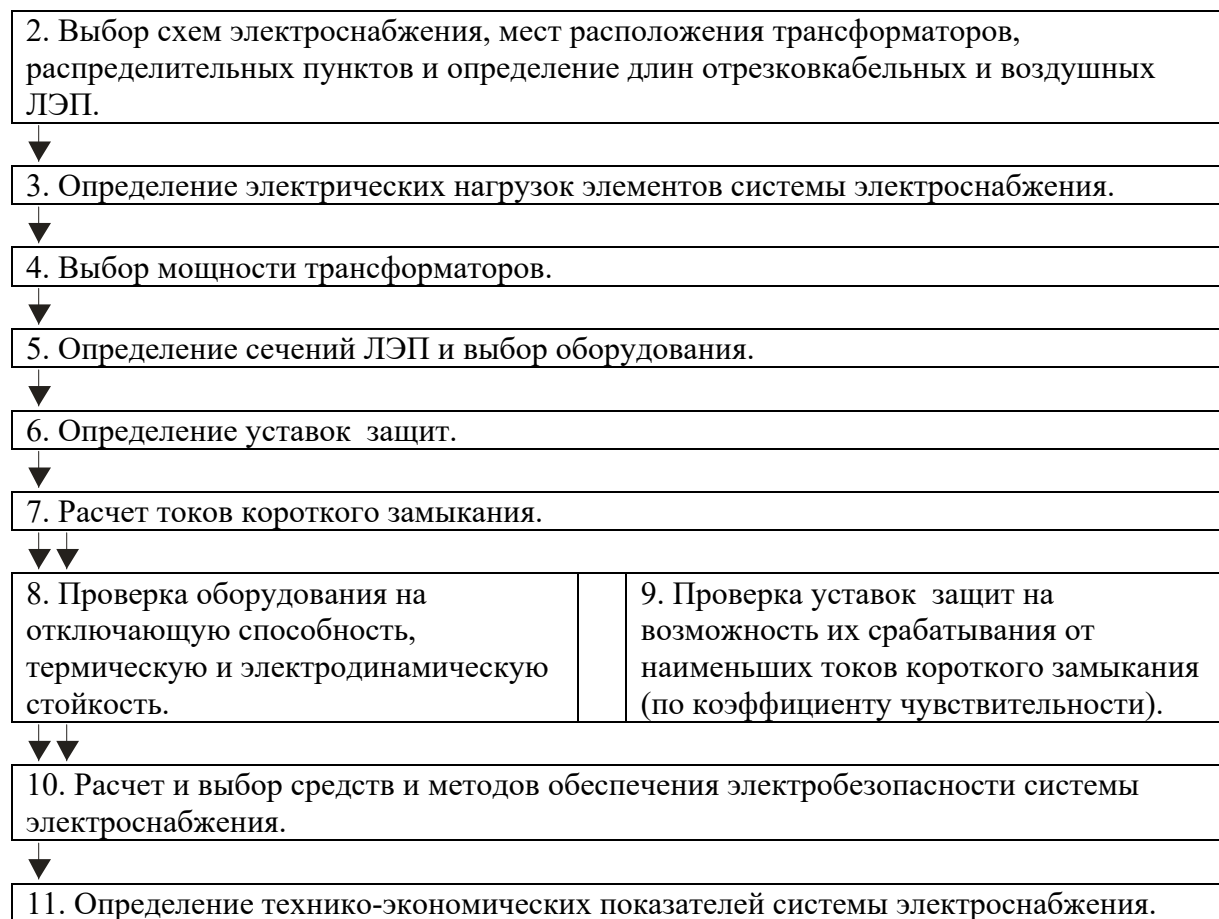 2. Выбор схем электроснабжения, мест расположения трансформаторов,
распределительных пунктов и определение длин отрезковкабельных и воздушных
ЛЭП.
3. Определение электрических нагрузок элементов системы электроснабжения.
4. Выбор мощности трансформаторов.
5. Определение сечений ЛЭП и выбор оборудования.
6. Определение уставок  защит.
7. Расчет токов короткого замыкания.
8. Проверка оборудования на
отключающую способность,
термическую и электродинамическую
стойкость.
9. Проверка уставок  защит на
возможность их срабатывания от
наименьших токов короткого замыкания
(по коэффициенту чувствительности).
10. Расчет и выбор средств и методов обеспечения электробезопасности системы
электроснабжения.
11. Определение технико-экономических показателей системы электроснабжения.